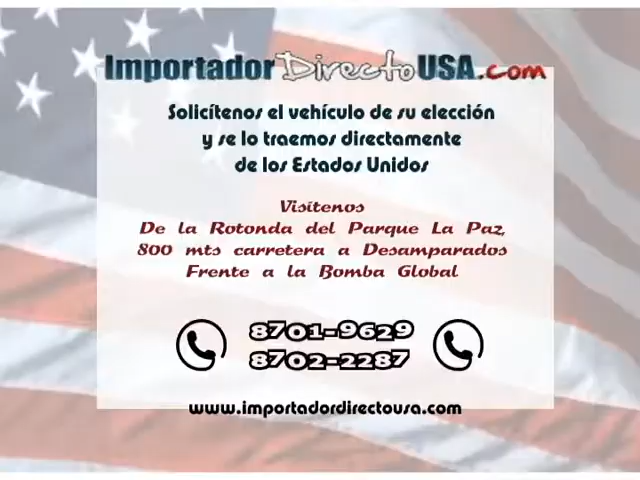 ImportadorDirectoUSA.com
Solicítenos el vehículo de su elección
y se lo traemos directamente
de los Estados Unidos
Visítenos
De la Rotonda del Parque La Paz,
800 mts carretera a Desamparados
Frente a la Bomba Global
8701-9629
8702-2287
www.importadordirectousa.com